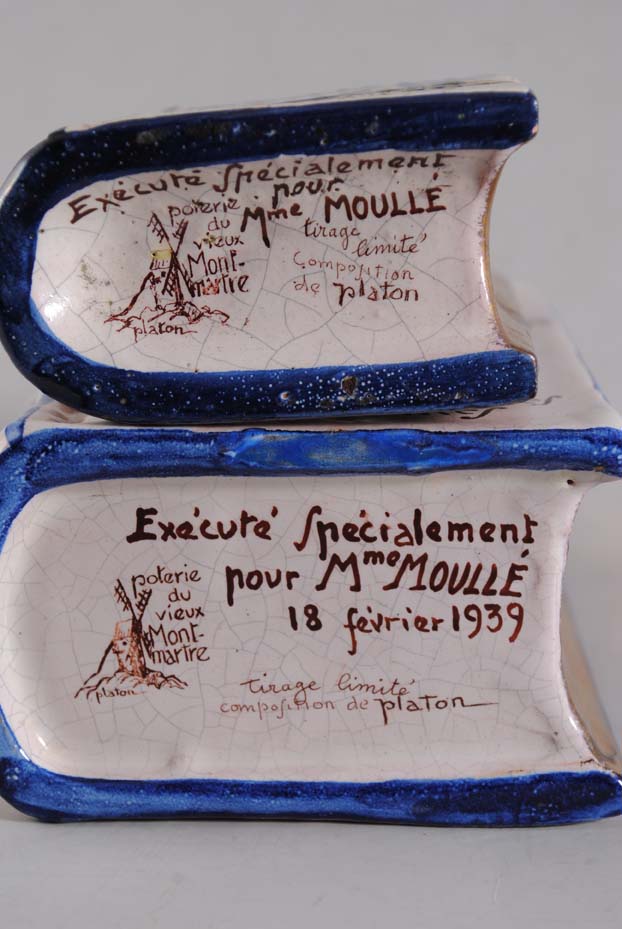 Exécuté Spécialement
pour
Mme MOULLÉ
poterie
du
vieux
Mont-
martre
platon
tirage
limité
Composition
de platon
Exécuté Spécialement
pour Mme MOULLÉ
18 février 1939
poterie
du
vieux
Mont-
martre
platon
tirage limité
composition de platon